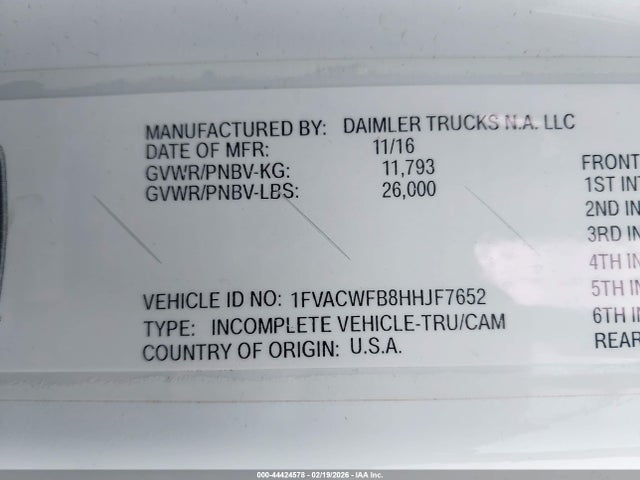 MANUFACTURED BY: DAIMLER TRUCKS N.A. LLC
DATE OF MFR: 11/16
GVWR/PNBV-KG: 11,793
GVWR/PNBV-LBS: 26,000
VEHICLE ID NO: 1FVACWFB8HHJF7652
TYPE: INCOMPLETE VEHICLE-TRU/CAM
COUNTRY OF ORIGIN: U.S.A.
FRONT
1ST INT
2ND IN
3RD IN
4TH IN
5TH IN
6TH IN
REAR
000-44424578 - 02/19/2026 - IAA Inc.